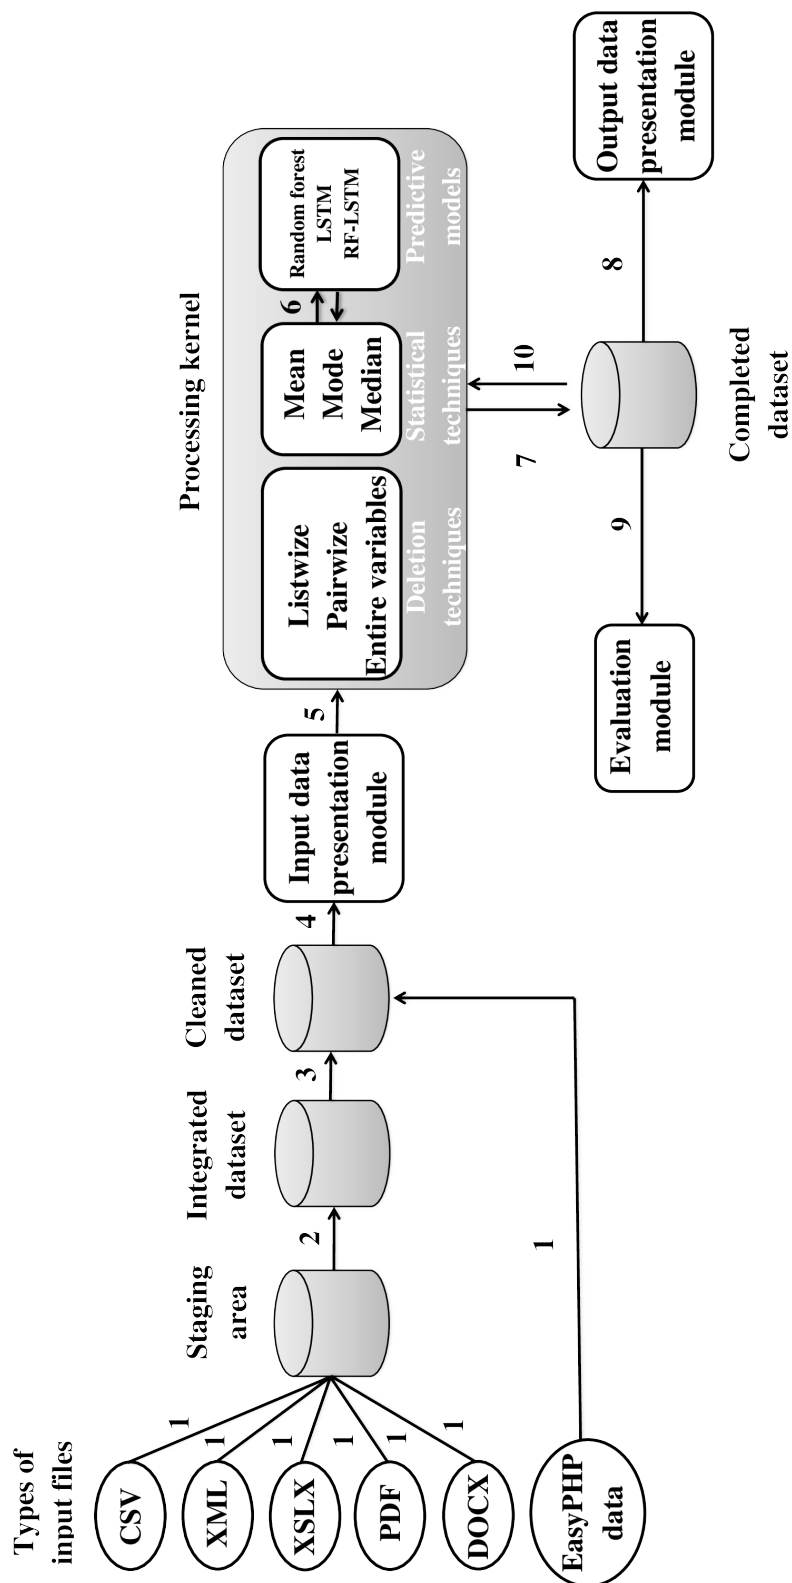 Types of
input files
CSV
XML
XSLX
PDF
DOCX
EasyPHP
data
1
1
1
1
1
1
1
Staging
area
2
Integrated
dataset
3
Cleaned
dataset
4
Input data
presentation
module
5
Processing kernel
Listwize
Pairwize
Entire variables
Deletion
techniques
Mean
Mode
Median
Statistical
techniques
6
Random forest
LSTM
RF-LSTM
Predictive
models
7
10
Completed
dataset
9
Evaluation
module
8
Output data
presentation
module